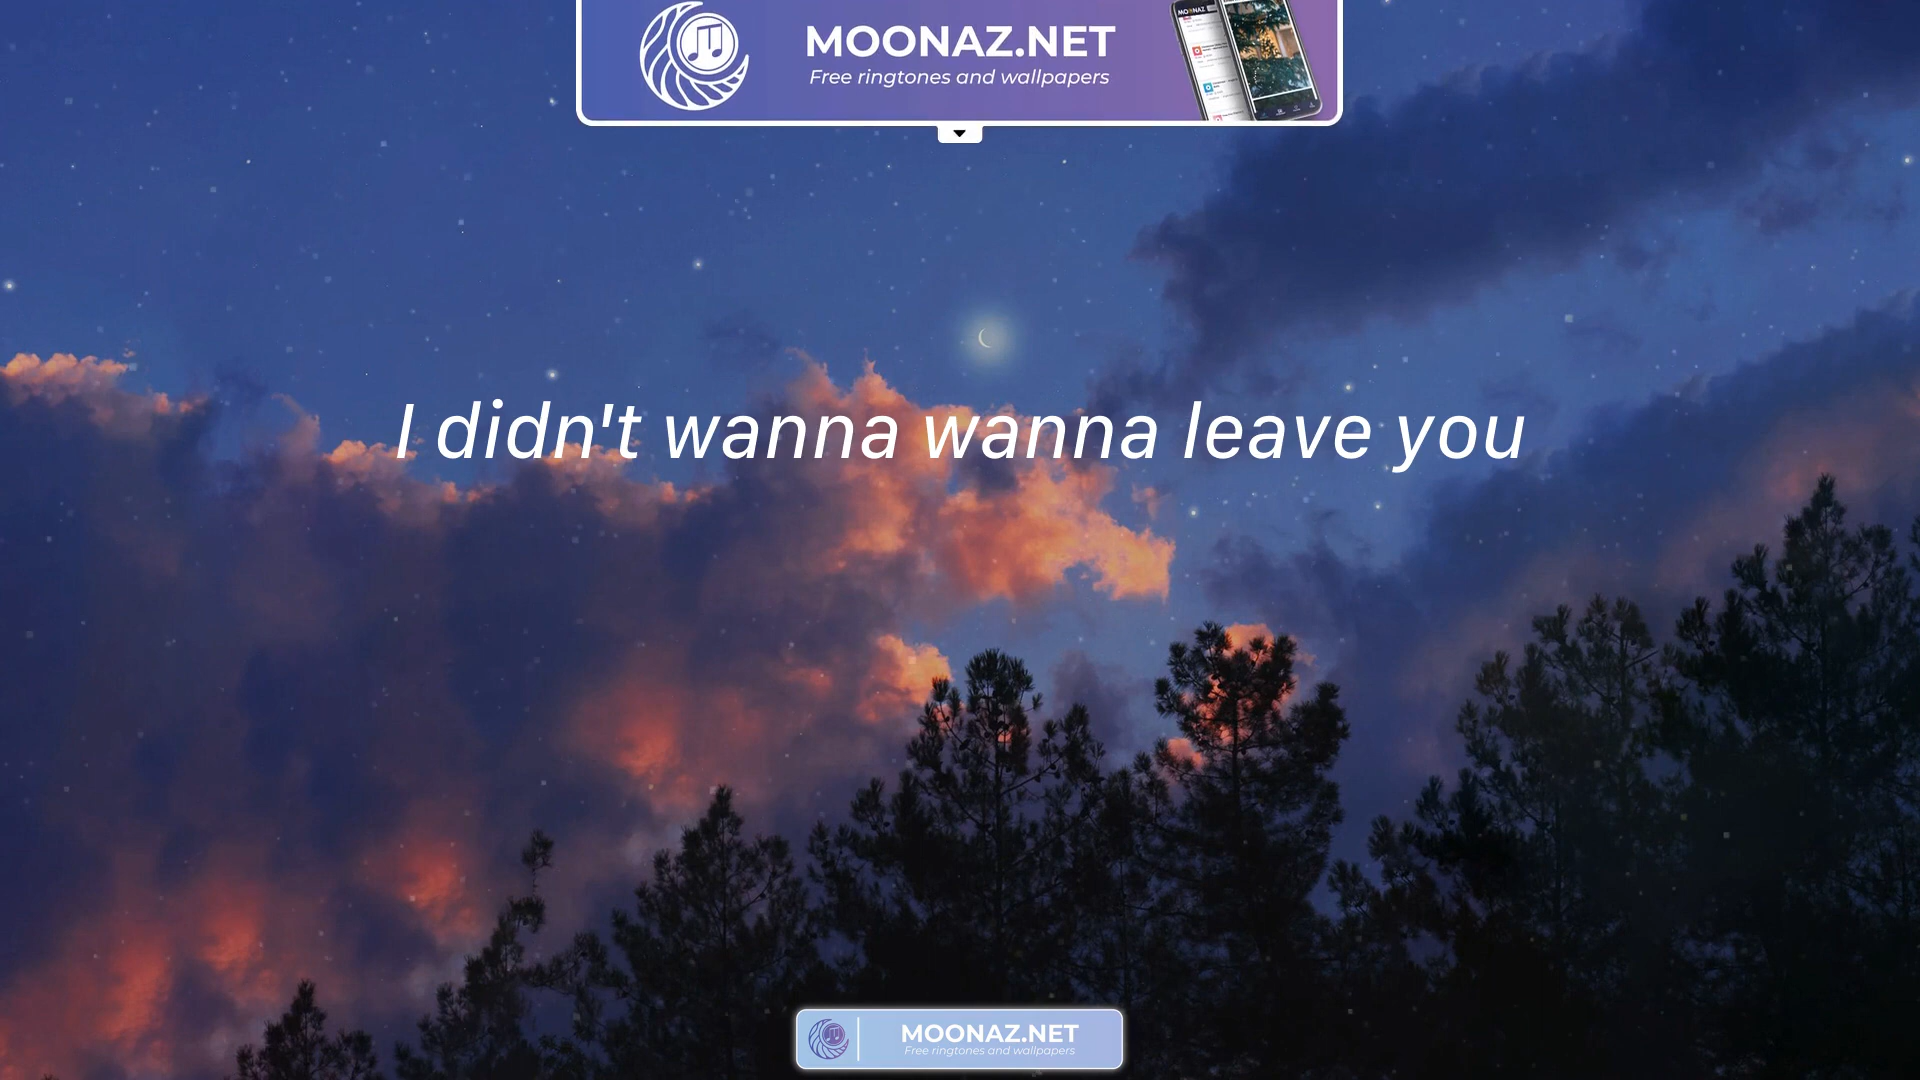 MOONAZ.NET
Free ringtones and wallpapers
I didn't wanna wanna leave you
MOONAZ.NET
Free ringtones and wallpapers